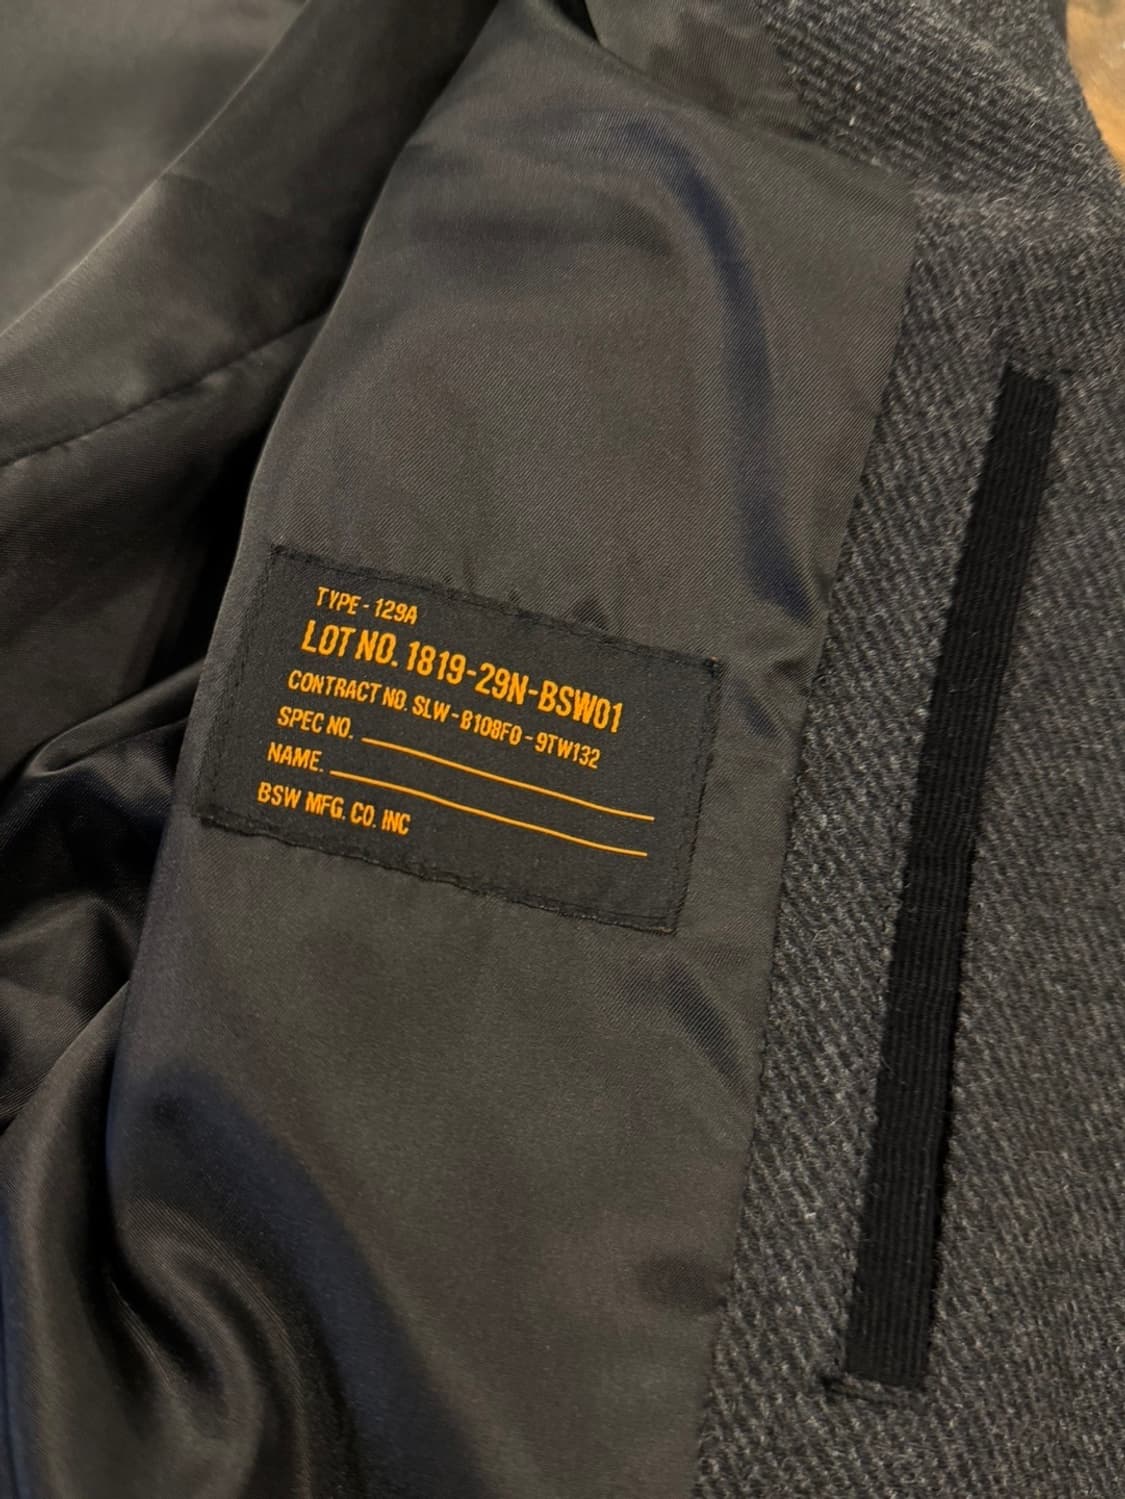 TYPE - 129A
LOT NO. 1819-29N-BSW01
CONTRACT NO. SLW - B108F0 - 9TW132
SPEC NO.
NAME.
BSW MFG. CO. INC